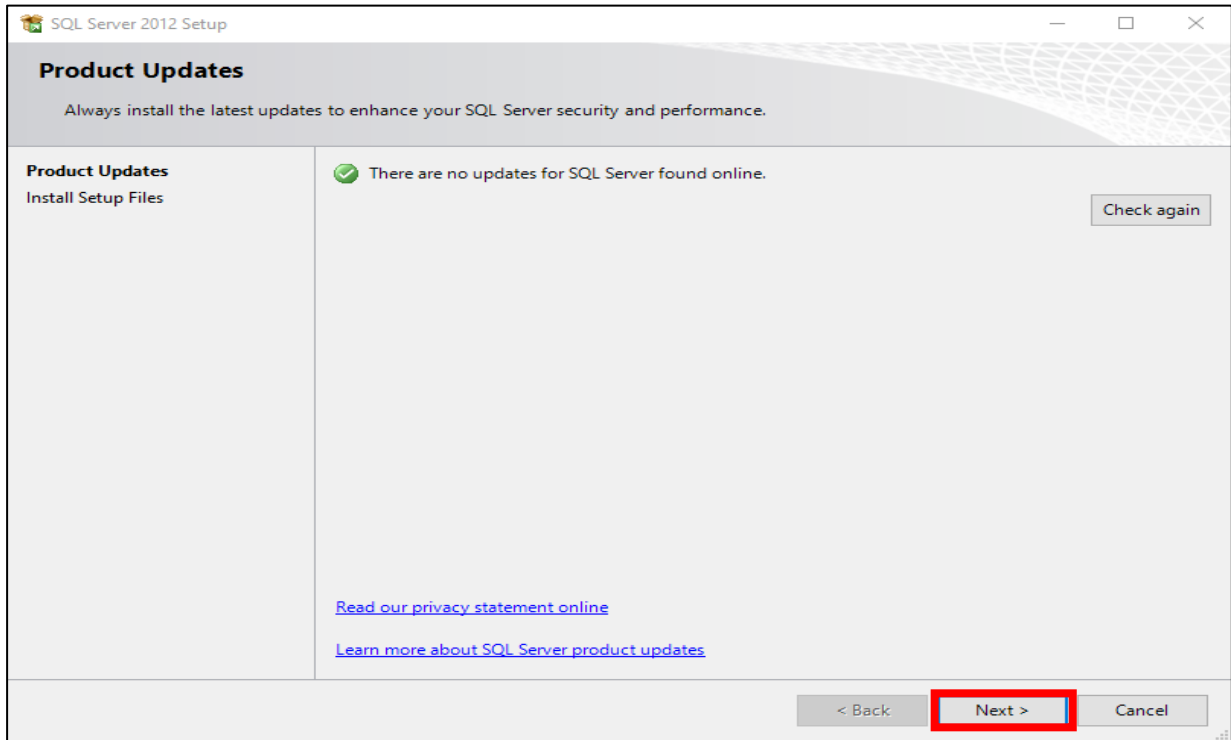 SQL Server 2012 Setup
Product Updates
Always install the latest updates to enhance your SQL Server security and performance.
Product Updates
Install Setup Files
There are no updates for SQL Server found online.
Check again
Read our privacy statement online
Learn more about SQL Server product updates
< Back
Next >
Cancel